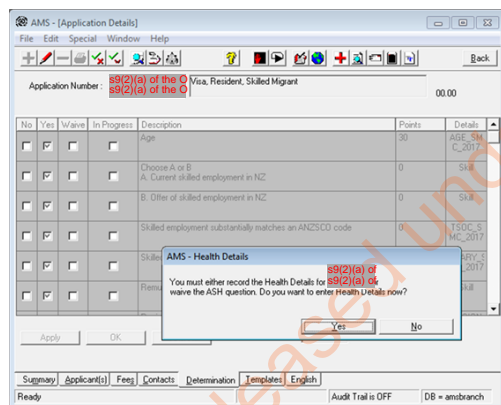 AMS - [Application Details]
File Edit Special Window Help
Back
Application Number: s9(2)(a) of the O Visa, Resident, Skilled Migrant
s9(2)(a) of the O
00.00
No Yes Waive In Progress Description Points Details
Age 30 AGE_SM
C_2017
Choose A or B 0 Skill
A. Current skilled employment in NZ
B. Offer of skilled employment in NZ 0 Skill
Skilled employment substantially matches an ANZSCO code 0 TSOC_S
MC_2017
AMS - Health Details
s9(2)(a) of
You must either record the Health Details for s9(2)(a) of
waive the ASH question. Do you want to enter Health Details now?
Yes No
Skill
Apply OK
Summary Applicant(s) Fees Contacts Determination Templates English
Ready Audit Trail is OFF DB = amsbranch